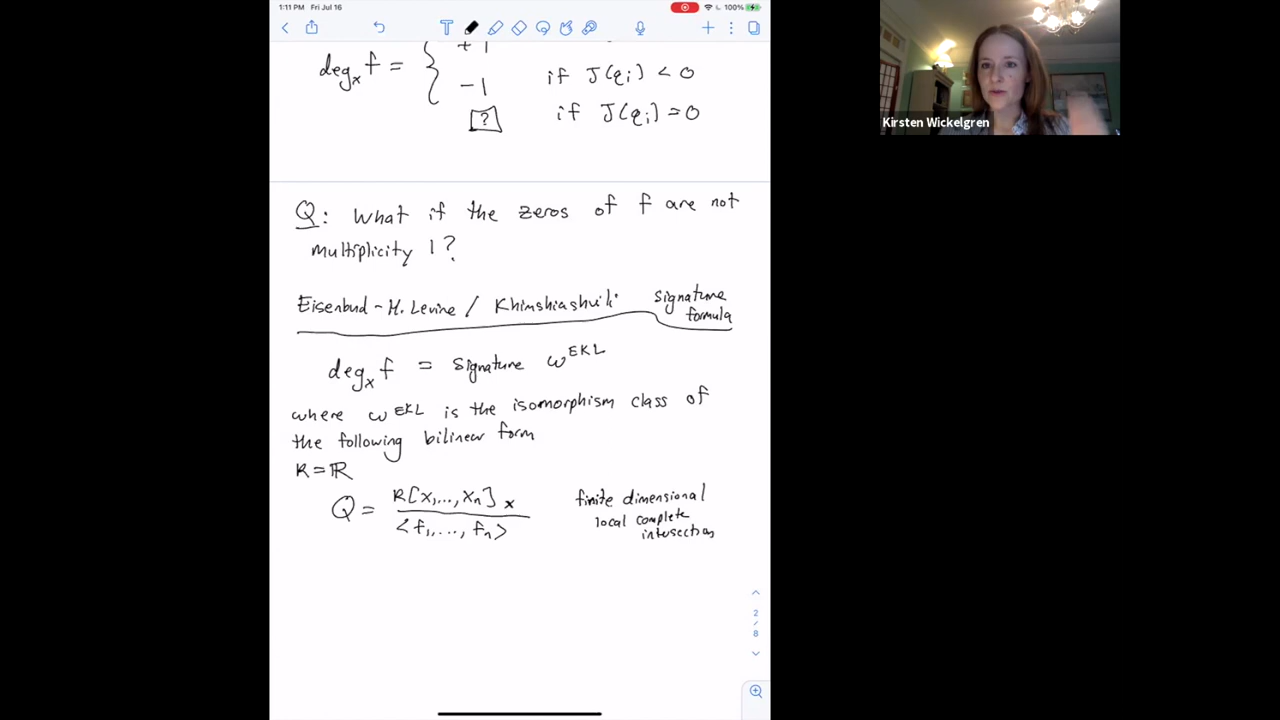 1:11 PM Fri Jul 16
100%
+1
deg_x f = {
-1 if J(q_i) < 0
? if J(q_i) = 0
Kirsten Wickelgren
Q: What if the zeros of f are not
multiplicity 1?
Eisenbud - H. Levine / Khimshiashvili signature
formula
deg_x f = signature ω^EKL
where ω^EKL is the isomorphism class of
the following bilinear form
k = ℝ
Q = k[x_1, ..., x_n]_x / <f_1, ..., f_n>
finite dimensional
local complete
intersection
2
/
8